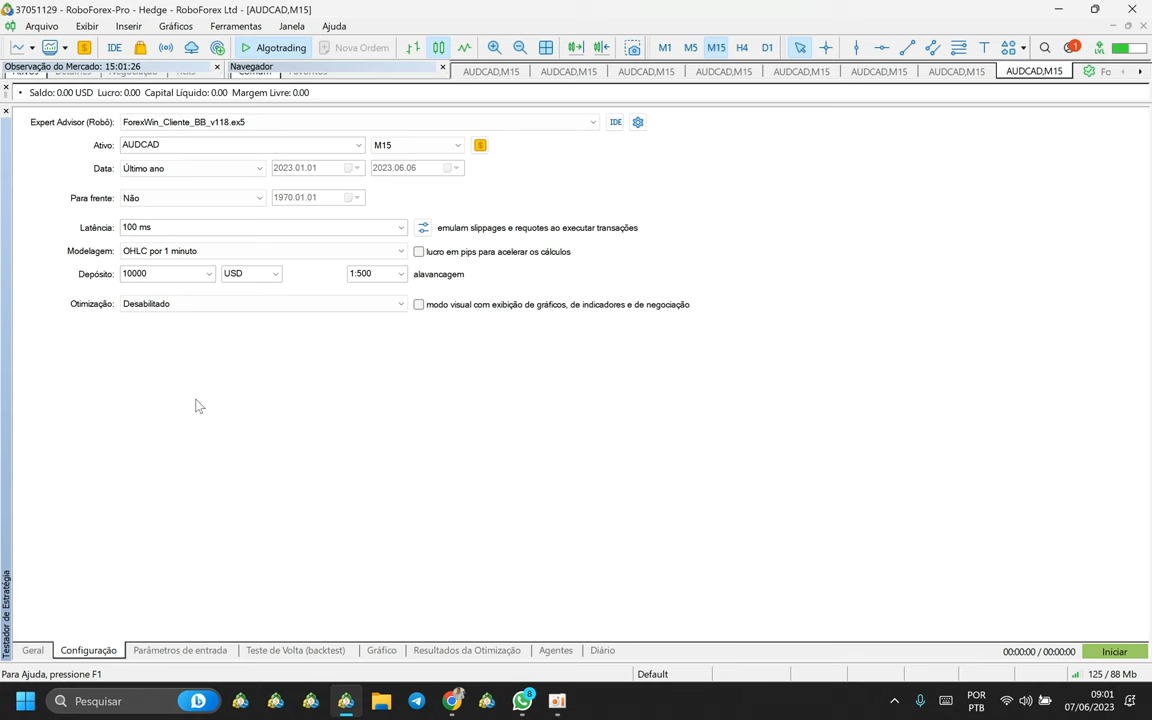 37051129 - RoboForex-Pro - Hedge - RoboForex Ltd - [AUDCAD,M15]
Arquivo Exibir Inserir Gráficos Ferramentas Janela Ajuda
IDE Algotrading Nova Ordem M1 M5 M15 H4 D1 T 1 LVL
Observação do Mercado: 15:01:26 Navegador
AUDCAD,M15 AUDCAD,M15 AUDCAD,M15 AUDCAD,M15 AUDCAD,M15 AUDCAD,M15 AUDCAD,M15 AUDCAD,M15 Fo
• Saldo: 0.00 USD Lucro: 0.00 Capital Líquido: 0.00 Margem Livre: 0.00
Expert Advisor (Robô): ForexWin_Cliente_BB_v118.ex5 IDE
Ativo: AUDCAD M15
Data: Último ano 2023.01.01 2023.06.06
Para frente: Não 1970.01.01
Latência: 100 ms emulam slippages e requotes ao executar transações
Modelagem: OHLC por 1 minuto lucro em pips para acelerar os cálculos
Depósito: 10000 USD 1:500 alavancagem
Otimização: Desabilitado modo visual com exibição de gráficos, de indicadores e de negociação
Testador de Estratégia
Geral Configuração Parâmetros de entrada Teste de Volta (backtest) Gráfico Resultados da Otimização Agentes Diário 00:00:00 / 00:00:00 Iniciar
Para Ajuda, pressione F1 Default 125 / 88 Mb
Pesquisar 8 POR PTB 09:01 07/06/2023